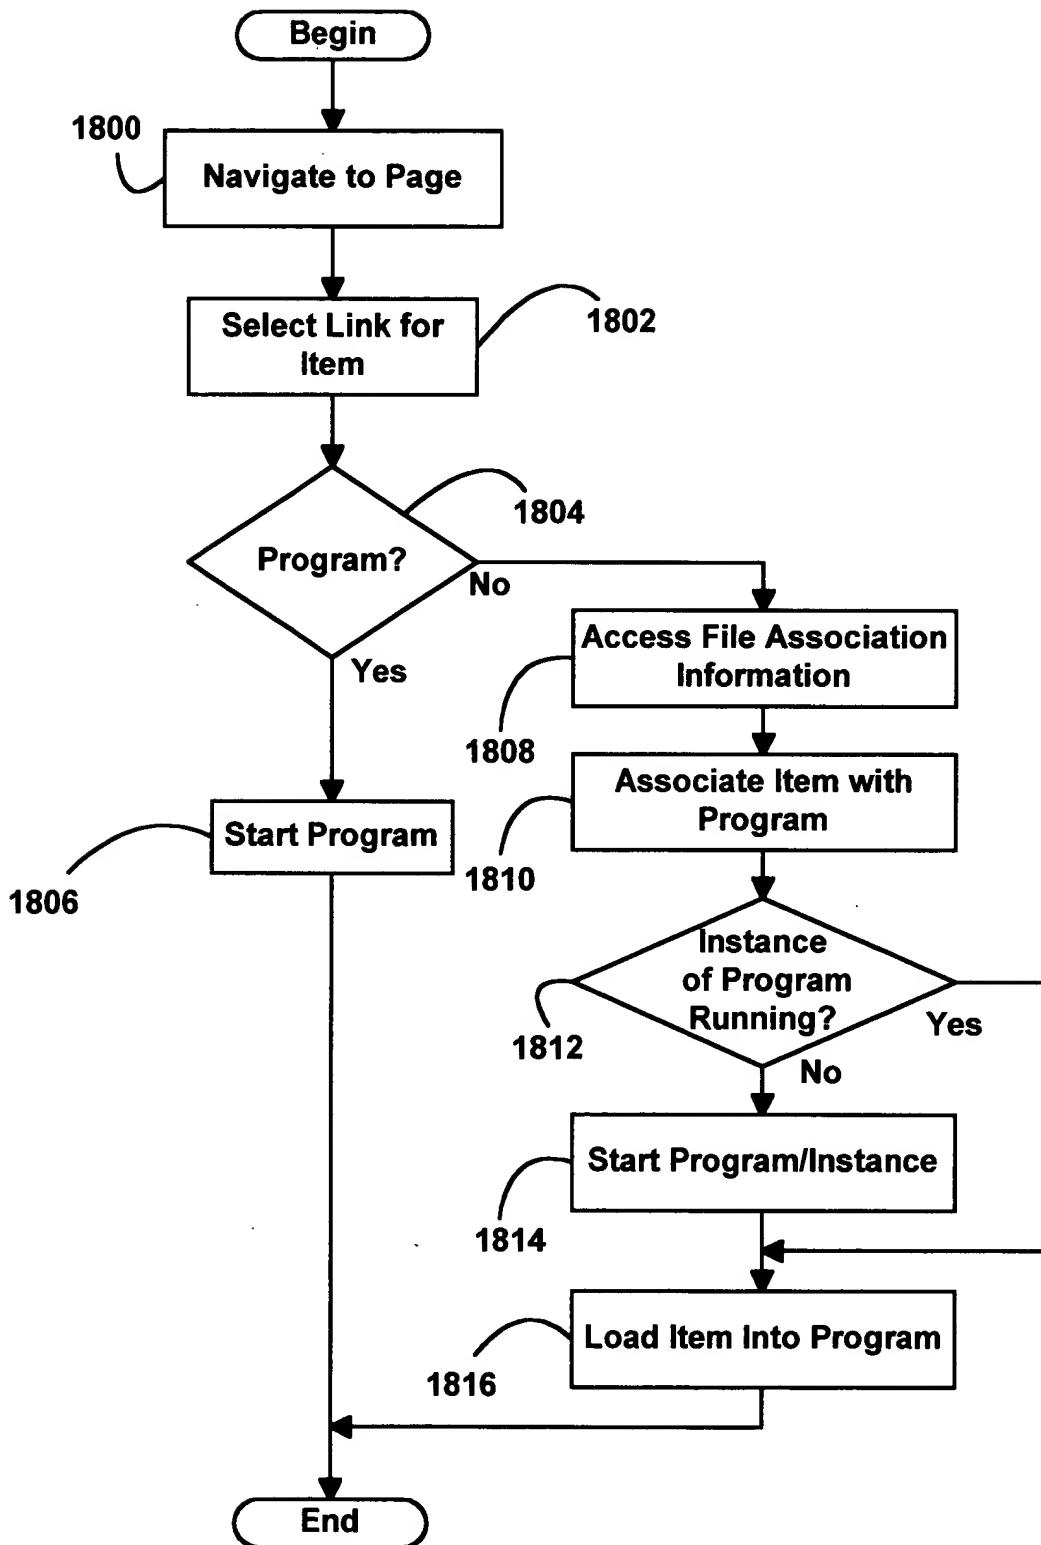 Begin
1800
Navigate to Page
Select Link for
Item
1802
1804
Program?
No
Yes
Access File Association
Information
1808
Associate Item with
Program
1810
Start Program
1806
Instance
of Program
Running?
1812
Yes
No
Start Program/Instance
1814
Load Item Into Program
1816
End